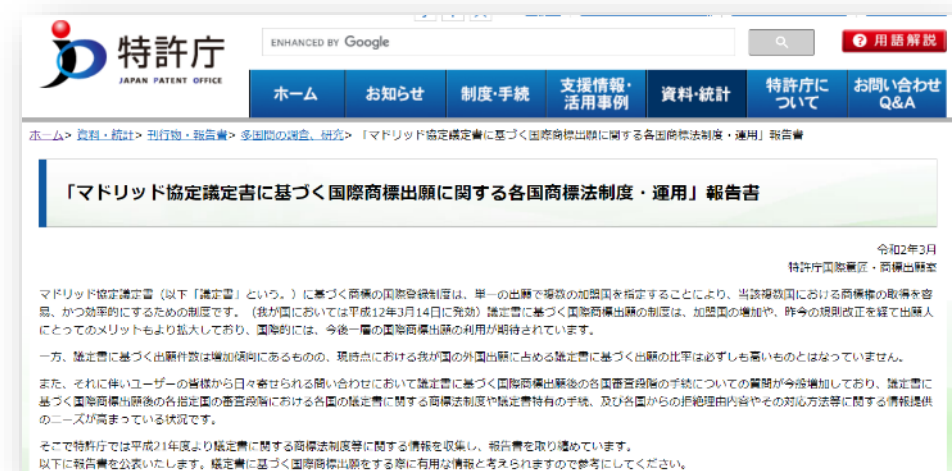 特許庁
JAPAN PATENT OFFICE
ENHANCED BY Google
? 用語解説
ホーム
お知らせ
制度・手続
支援情報・
活用事例
資料・統計
特許庁に
ついて
お問い合わせ
Q&A
ホーム> 資料・統計> 刊行物・報告書> 多国間の調査、研究> 「マドリッド協定議定書に基づく国際商標出願に関する各国商標法制度・運用」報告書
「マドリッド協定議定書に基づく国際商標出願に関する各国商標法制度・運用」報告書
令和2年3月
特許庁国際意匠・商標出願室
マドリッド協定議定書（以下「議定書」という。）に基づく商標の国際登録制度は、単一の出願で複数の加盟国を指定することにより、当該複数国における商標権の取得を容
易、かつ効率的にするための制度です。（我が国においては平成12年3月14日に発効）議定書に基づく国際商標出願の制度は、加盟国の増加や、昨今の規則改正を経て出願人
にとってのメリットもより拡大しており、国際的には、今後一層の国際商標出願の利用が期待されています。
一方、議定書に基づく出願件数は増加傾向にあるものの、現時点における我が国の外国出願に占める議定書に基づく出願の比率は必ずしも高いものとはなっていません。
また、それに伴いユーザーの皆様から日々寄せられる問い合わせにおいて議定書に基づく国際商標出願後の各国審査段階の手続についての質問が今般増加しており、議定書に
基づく国際商標出願後の各指定国の審査段階における各国の議定書に関する商標法制度や議定書特有の手続、及び各国からの拒絶理由内容やその対応方法等に関する情報提供
のニーズが高まっている状況です。
そこで特許庁では平成21年度より議定書に関する商標法制度等に関する情報を収集し、報告書を取り纏めています。
以下に報告書を公表いたします。議定書に基づく国際商標出願をする際に有用な情報と考えられますので参考にしてください。